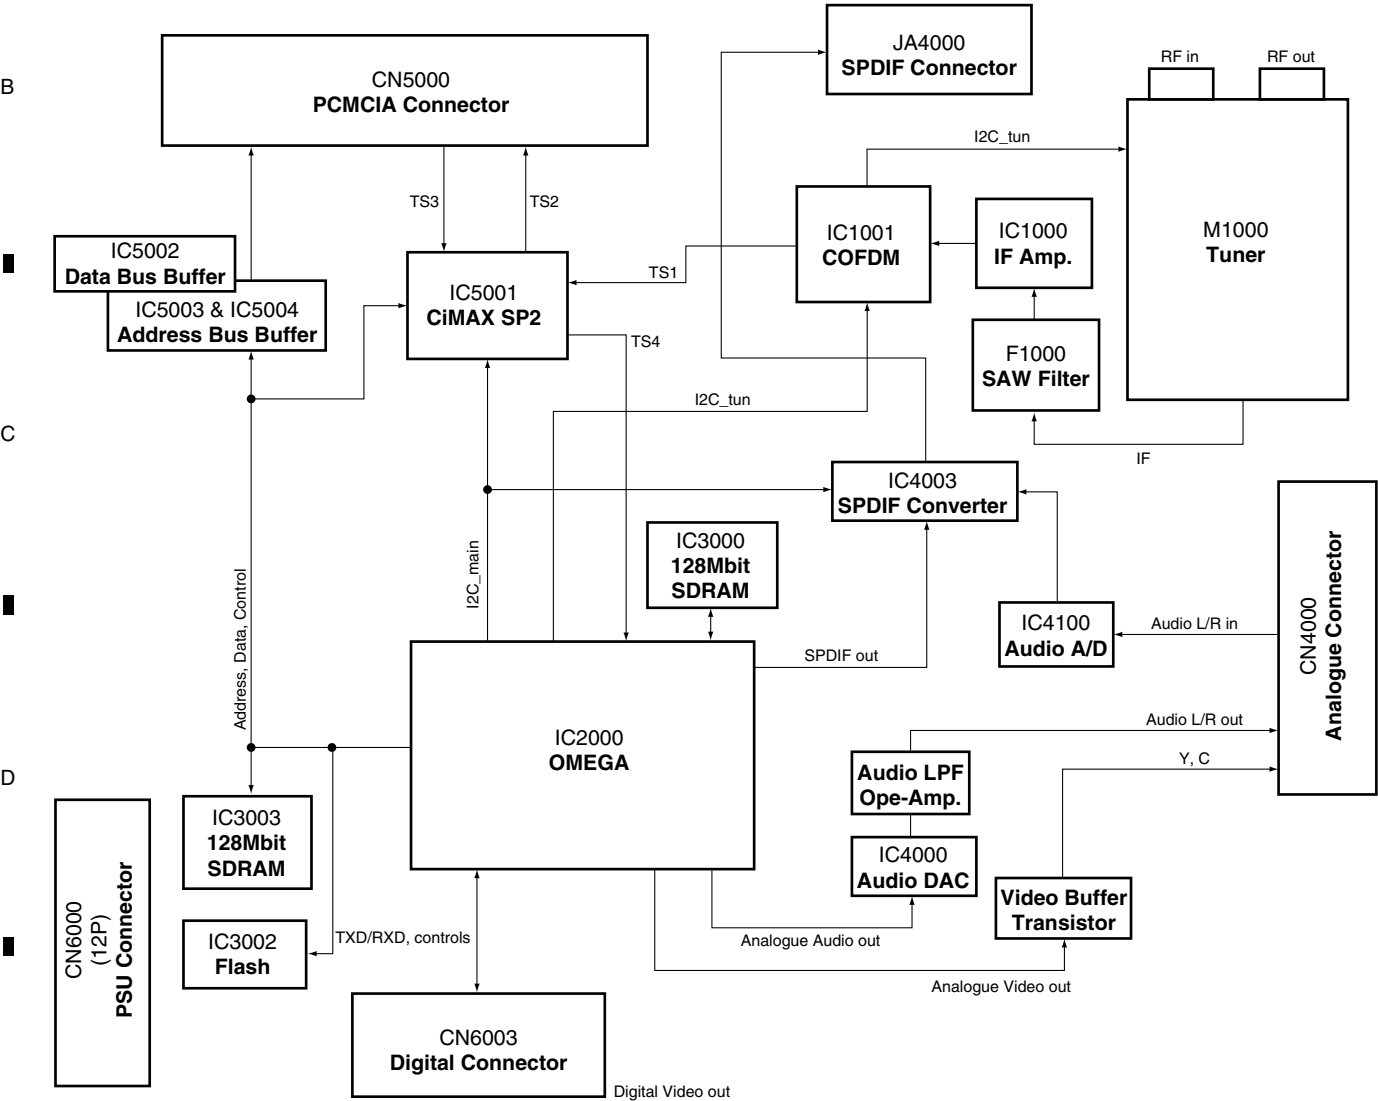 JA4000
SPDIF Connector
RF in
RF out
B
CN5000
PCMCIA Connector
I2C_tun
TS3
TS2
IC5002
Data Bus Buffer
IC5003 & IC5004
Address Bus Buffer
IC5001
CiMAX SP2
TS1
IC1001
COFDM
IC1000
IF Amp.
M1000
Tuner
TS4
F1000
SAW Filter
I2C_tun
C
IF
IC4003
SPDIF Converter
I2C_main
IC3000
128Mbit
SDRAM
Address, Data, Control
IC4100
Audio A/D
Audio L/R in
CN4000
Analogue Connector
SPDIF out
IC2000
OMEGA
Audio L/R out
Y, C
D
Audio LPF
Ope-Amp.
IC3003
128Mbit
SDRAM
IC4000
Audio DAC
Video Buffer
Transistor
CN6000
(12P)
PSU Connector
IC3002
Flash
TXD/RXD, controls
Analogue Audio out
Analogue Video out
CN6003
Digital Connector
Digital Video out